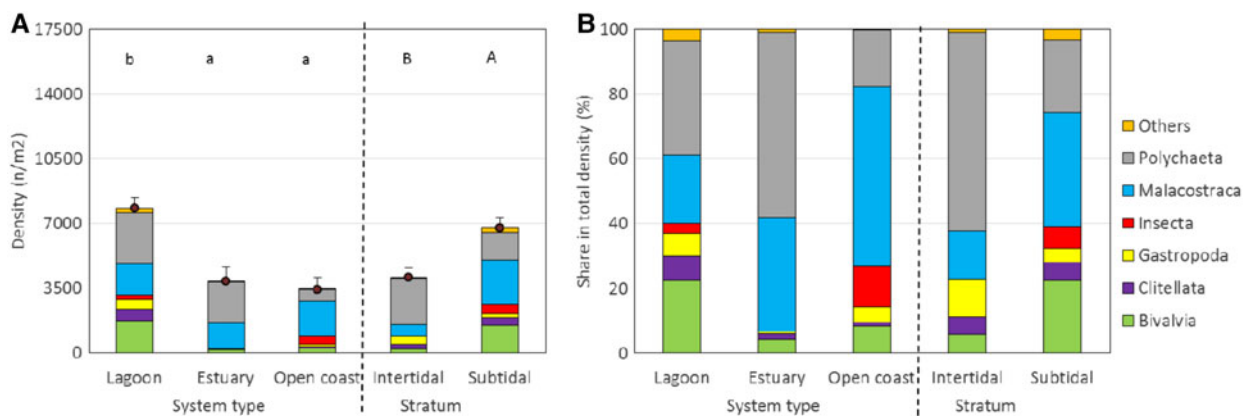 A
17500
14000
10500
7000
3500
0
Density (n/m2)
b a a B A
Lagoon Estuary Open coast Intertidal Subtidal
System type Stratum
B
100
80
60
40
20
0
Share in total density (%)
Lagoon Estuary Open coast Intertidal Subtidal
System type Stratum
Others
Polychaeta
Malacostraca
Insecta
Gastropoda
Clitellata
Bivalvia